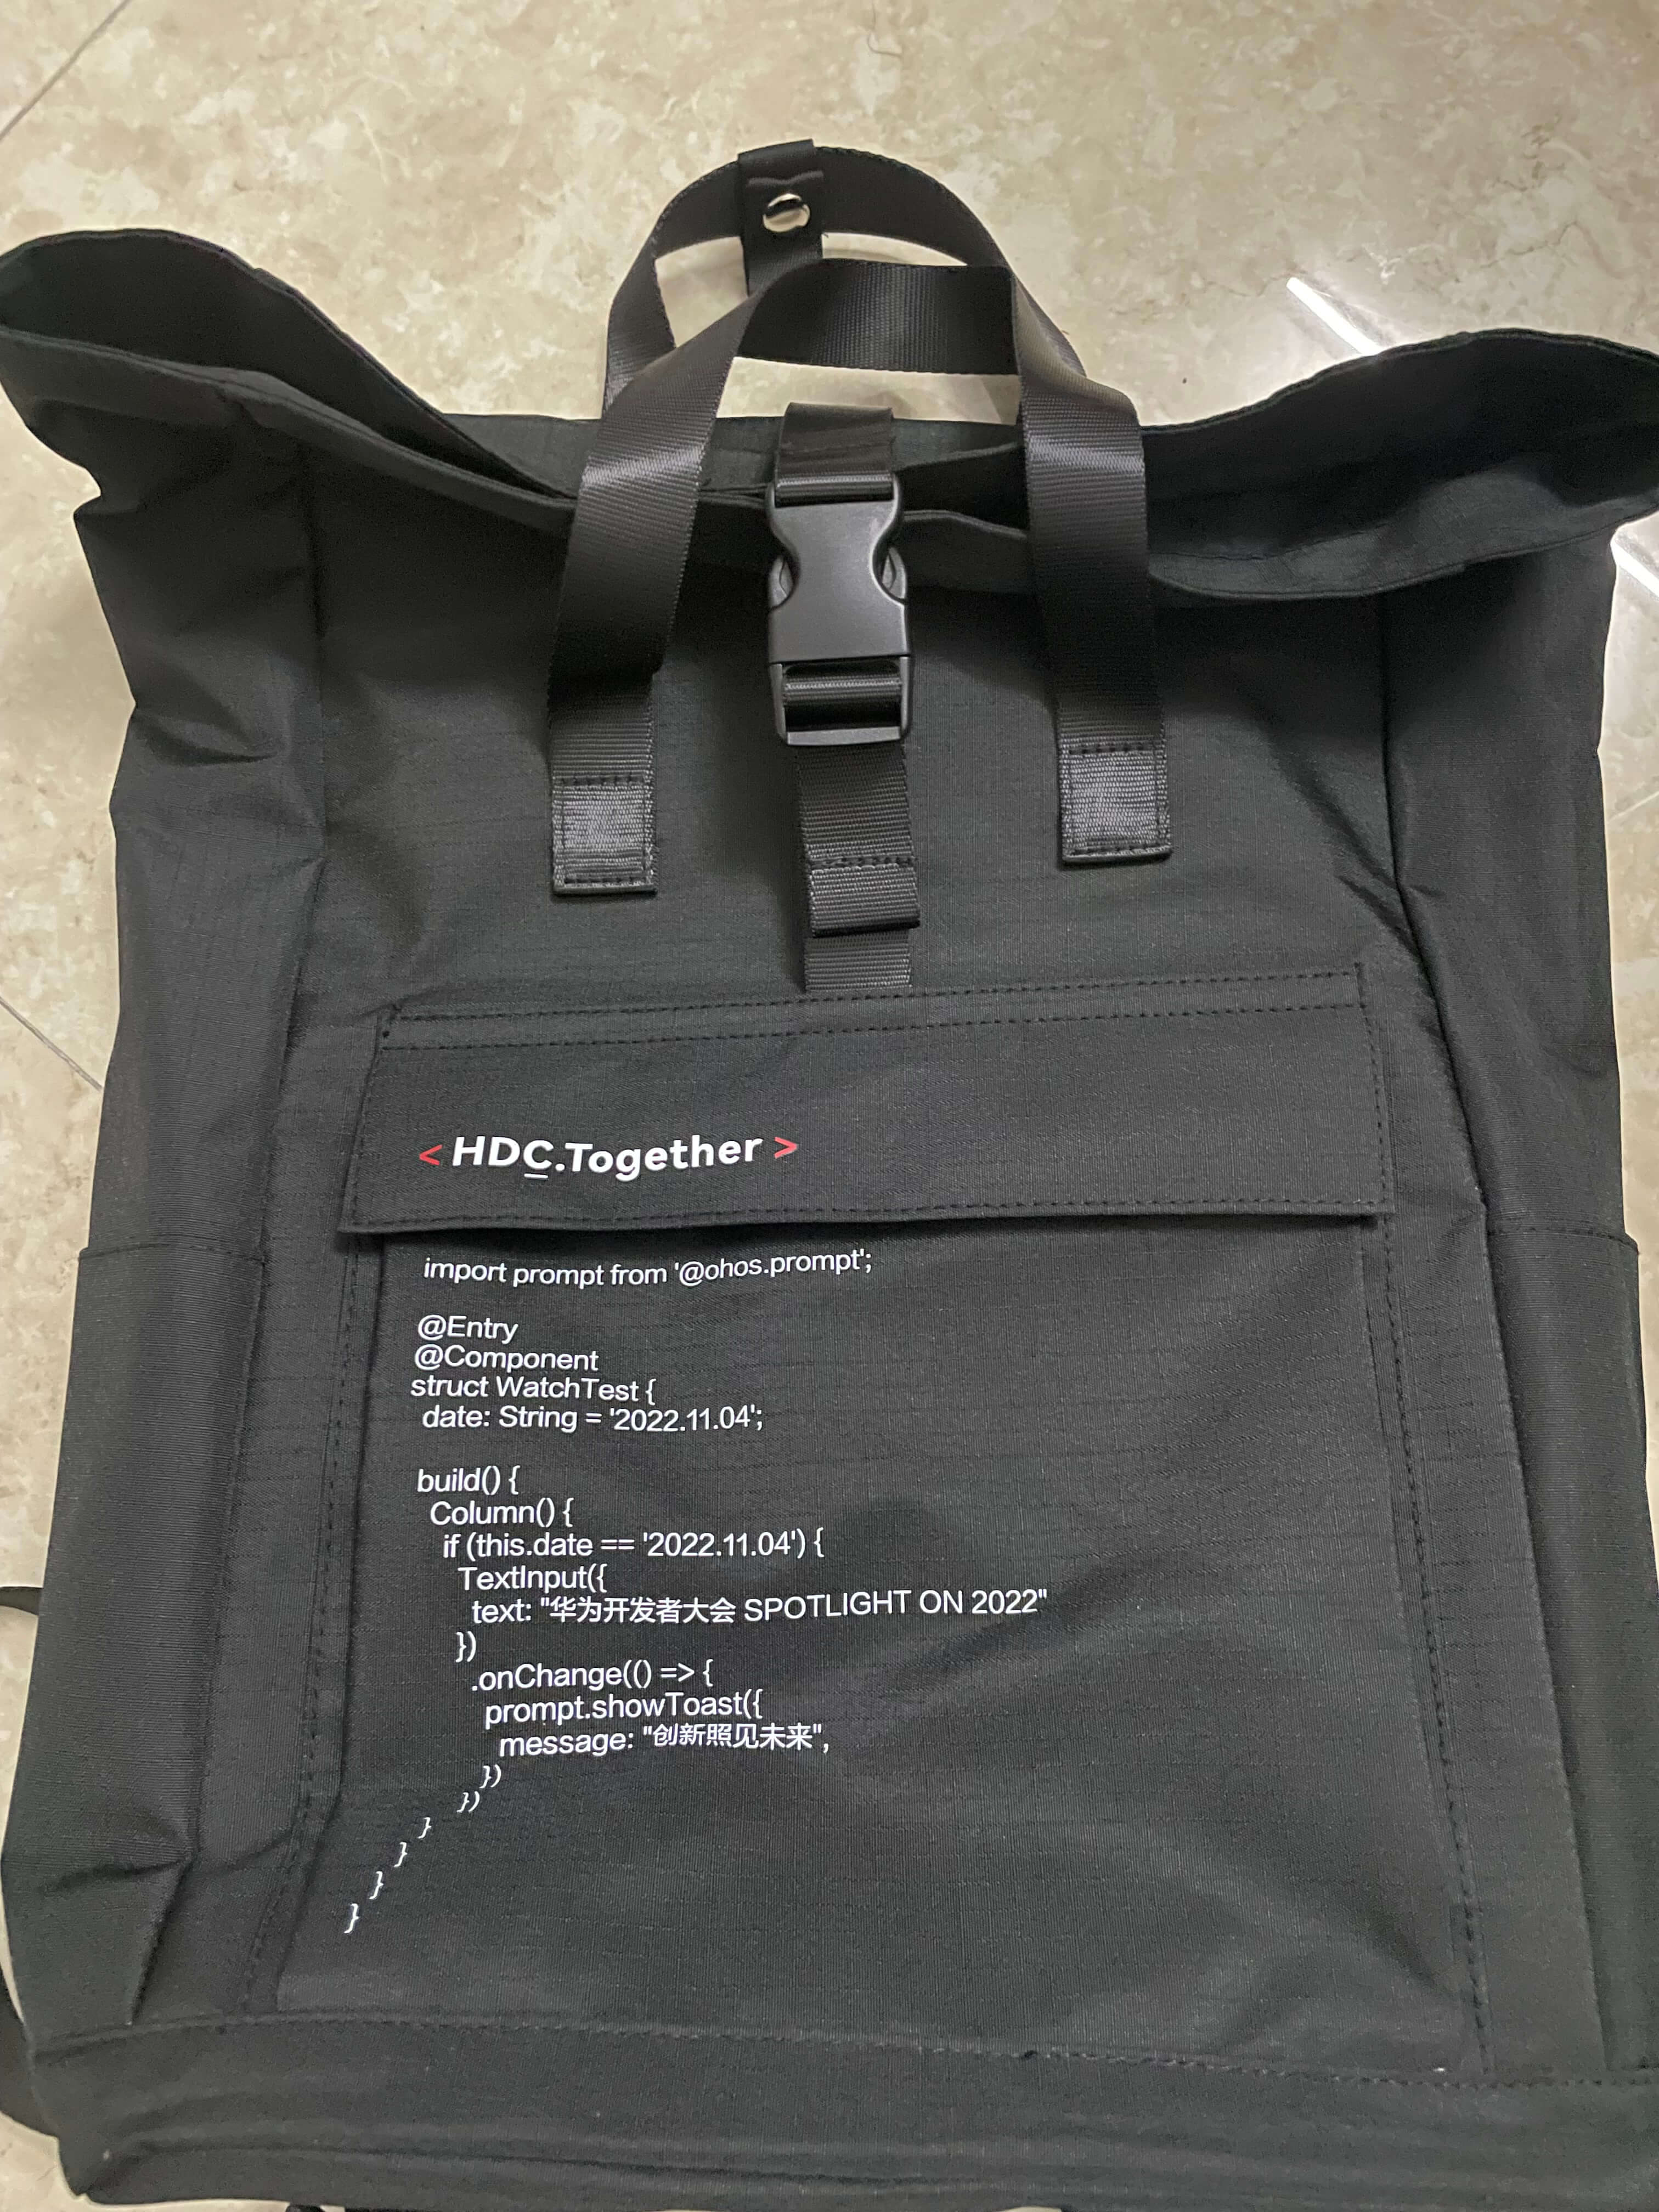 < HDC.Together >
import prompt from '@ohos.prompt';
@Entry
@Component
struct WatchTest {
date: String = '2022.11.04';
build() {
Column() {
if (this.date == '2022.11.04') {
TextInput({
text: "华为开发者大会 SPOTLIGHT ON 2022"
})
.onChange(() => {
prompt.showToast({
message: "创新照见未来",
})
})
}
}
}
}